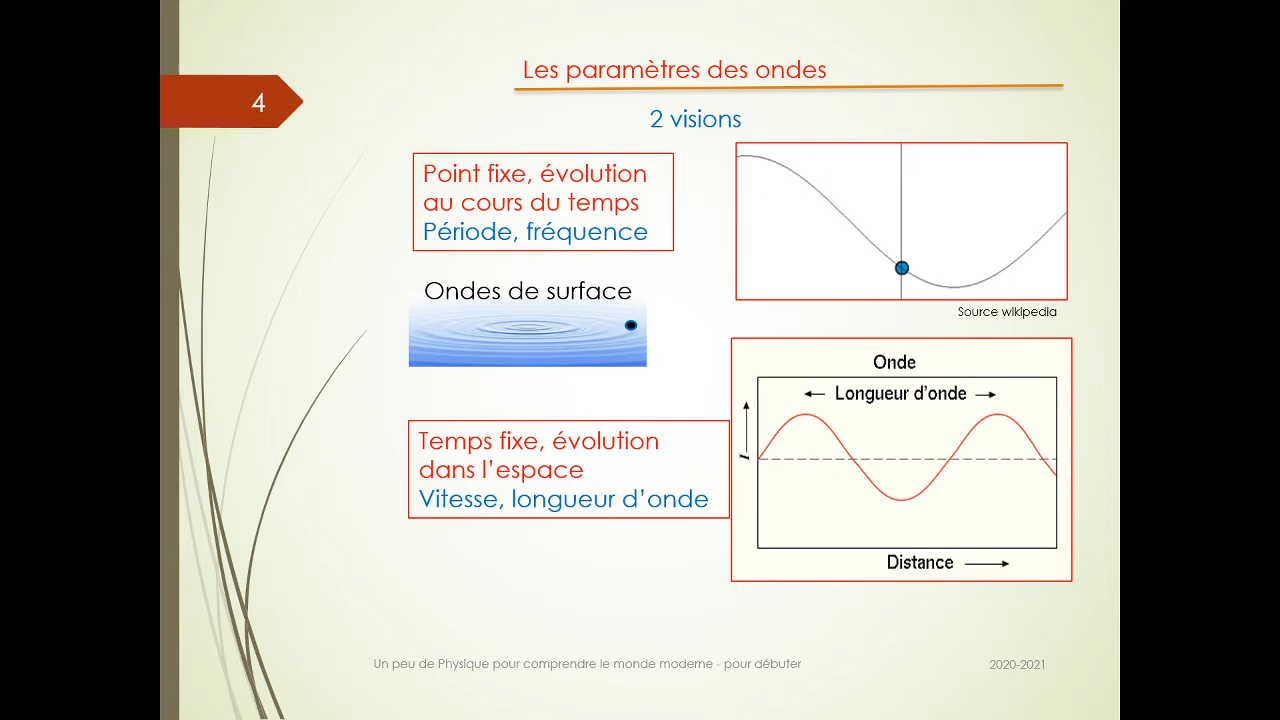 4
Les paramètres des ondes
2 visions
Point fixe, évolution
au cours du temps
Période, fréquence
Ondes de surface
Source wikipedia
Onde
Longueur d'onde
I
Temps fixe, évolution
dans l'espace
Vitesse, longueur d'onde
Distance
Un peu de Physique pour comprendre le monde moderne - pour débuter
2020-2021